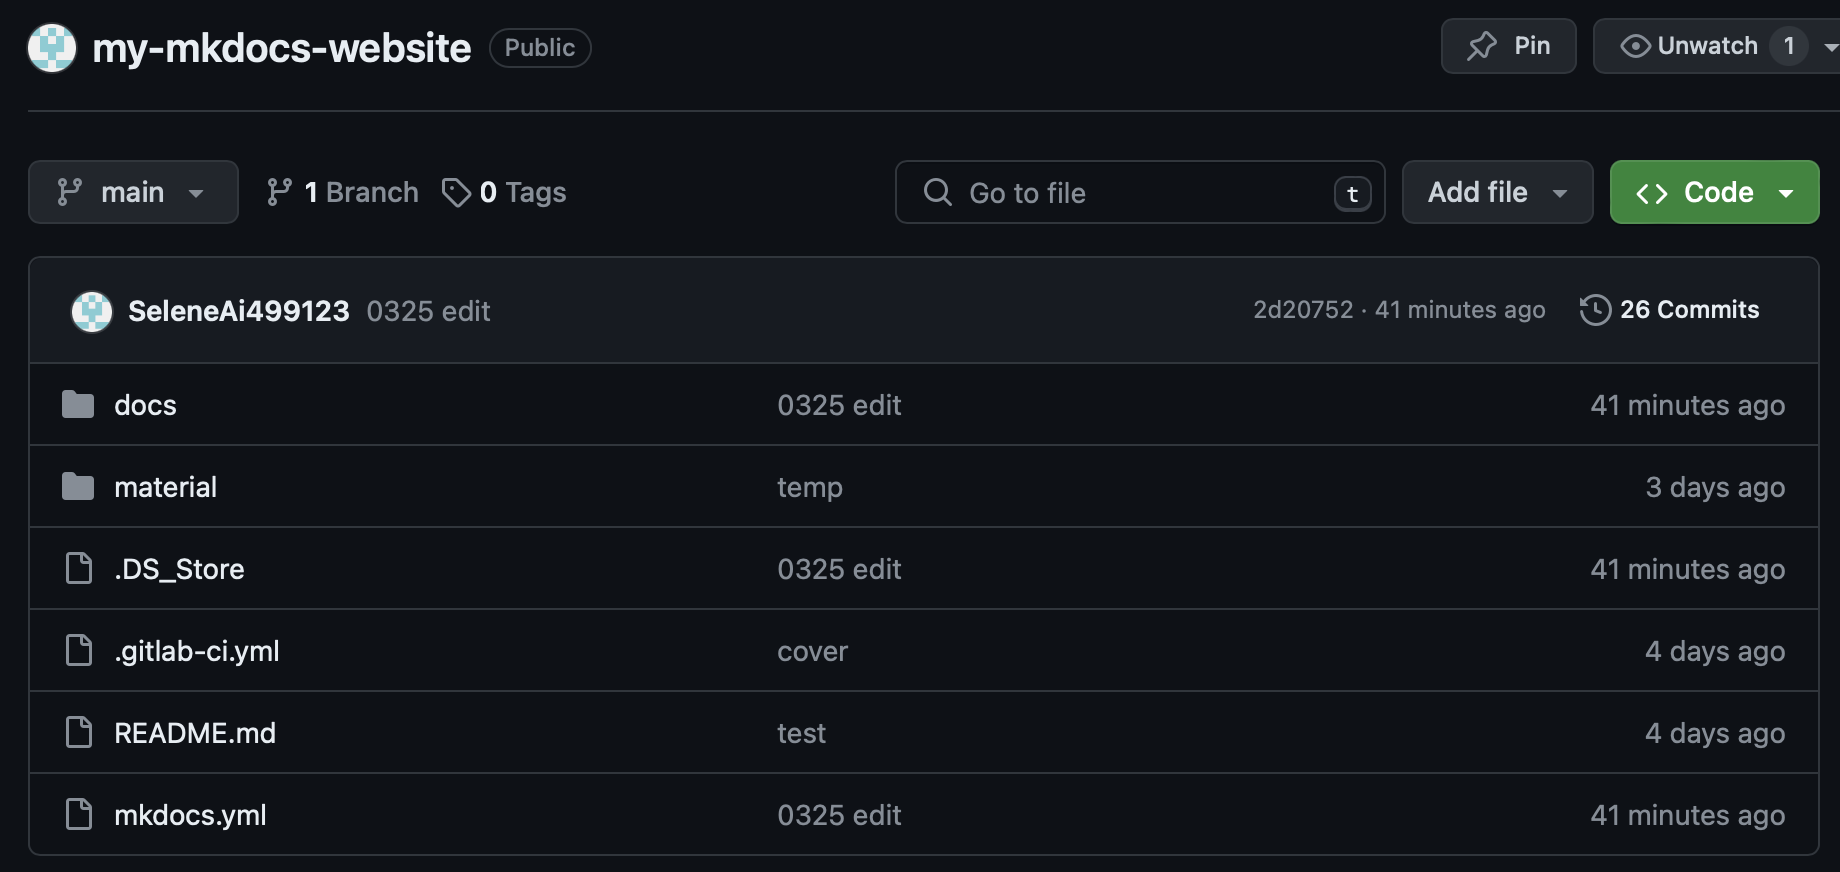 my-mkdocs-website Public Pin Unwatch 1
main 1 Branch 0 Tags Go to file t Add file <> Code
SeleneAi499123 0325 edit 2d20752 · 41 minutes ago 26 Commits
docs 0325 edit 41 minutes ago
material temp 3 days ago
.DS_Store 0325 edit 41 minutes ago
.gitlab-ci.yml cover 4 days ago
README.md test 4 days ago
mkdocs.yml 0325 edit 41 minutes ago